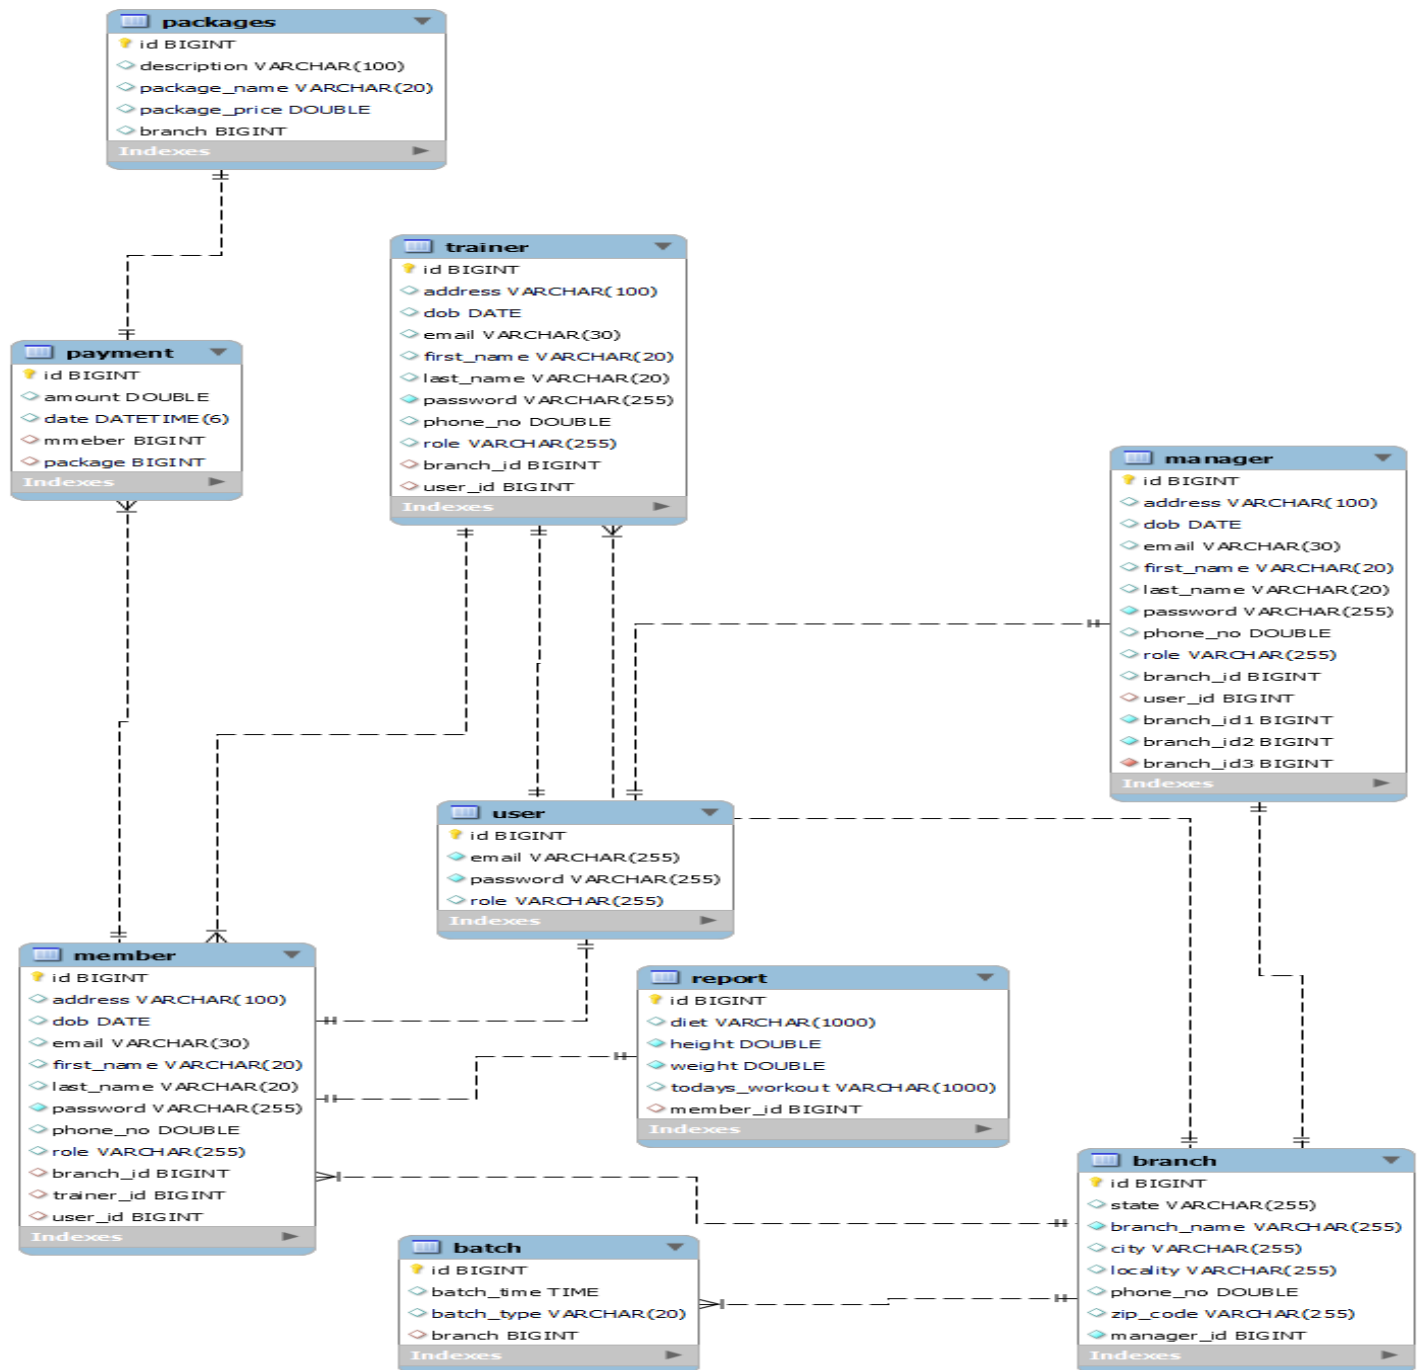 packages
id BIGINT
description VARCHAR(100)
package_name VARCHAR(20)
package_price DOUBLE
branch BIGINT
Indexes
trainer
id BIGINT
address VARCHAR(100)
dob DATE
email VARCHAR(30)
first_name VARCHAR(20)
last_name VARCHAR(20)
password VARCHAR(255)
phone_no DOUBLE
role VARCHAR(255)
branch_id BIGINT
user_id BIGINT
Indexes
payment
id BIGINT
amount DOUBLE
date DATETIME(6)
mmeber BIGINT
package BIGINT
Indexes
manager
id BIGINT
address VARCHAR(100)
dob DATE
email VARCHAR(30)
first_name VARCHAR(20)
last_name VARCHAR(20)
password VARCHAR(255)
phone_no DOUBLE
role VARCHAR(255)
branch_id BIGINT
user_id BIGINT
branch_id1 BIGINT
branch_id2 BIGINT
branch_id3 BIGINT
Indexes
user
id BIGINT
email VARCHAR(255)
password VARCHAR(255)
role VARCHAR(255)
Indexes
member
id BIGINT
address VARCHAR(100)
dob DATE
email VARCHAR(30)
first_name VARCHAR(20)
last_name VARCHAR(20)
password VARCHAR(255)
phone_no DOUBLE
role VARCHAR(255)
branch_id BIGINT
trainer_id BIGINT
user_id BIGINT
Indexes
report
id BIGINT
diet VARCHAR(1000)
height DOUBLE
weight DOUBLE
todays_workout VARCHAR(1000)
member_id BIGINT
Indexes
branch
id BIGINT
state VARCHAR(255)
branch_name VARCHAR(255)
city VARCHAR(255)
locality VARCHAR(255)
phone_no DOUBLE
zip_code VARCHAR(255)
manager_id BIGINT
Indexes
batch
id BIGINT
batch_time TIME
batch_type VARCHAR(20)
branch BIGINT
Indexes